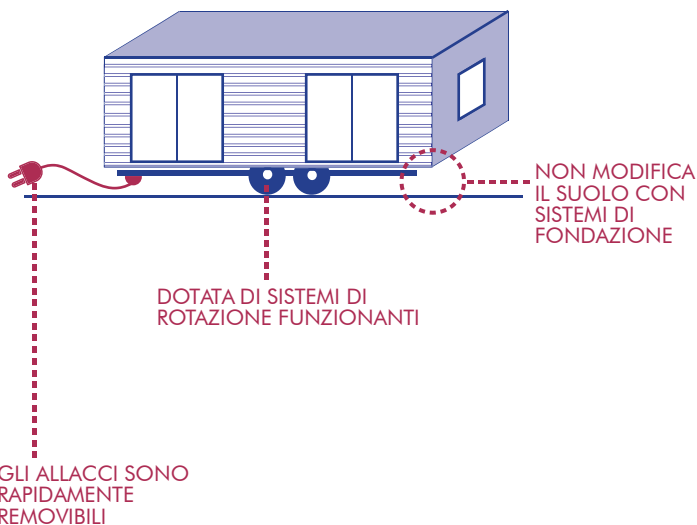 NON MODIFICA
IL SUOLO CON
SISTEMI DI
FONDAZIONE
DOTATA DI SISTEMI DI
ROTAZIONE FUNZIONANTI
GLI ALLACCI SONO
RAPIDAMENTE
REMOVIBILI